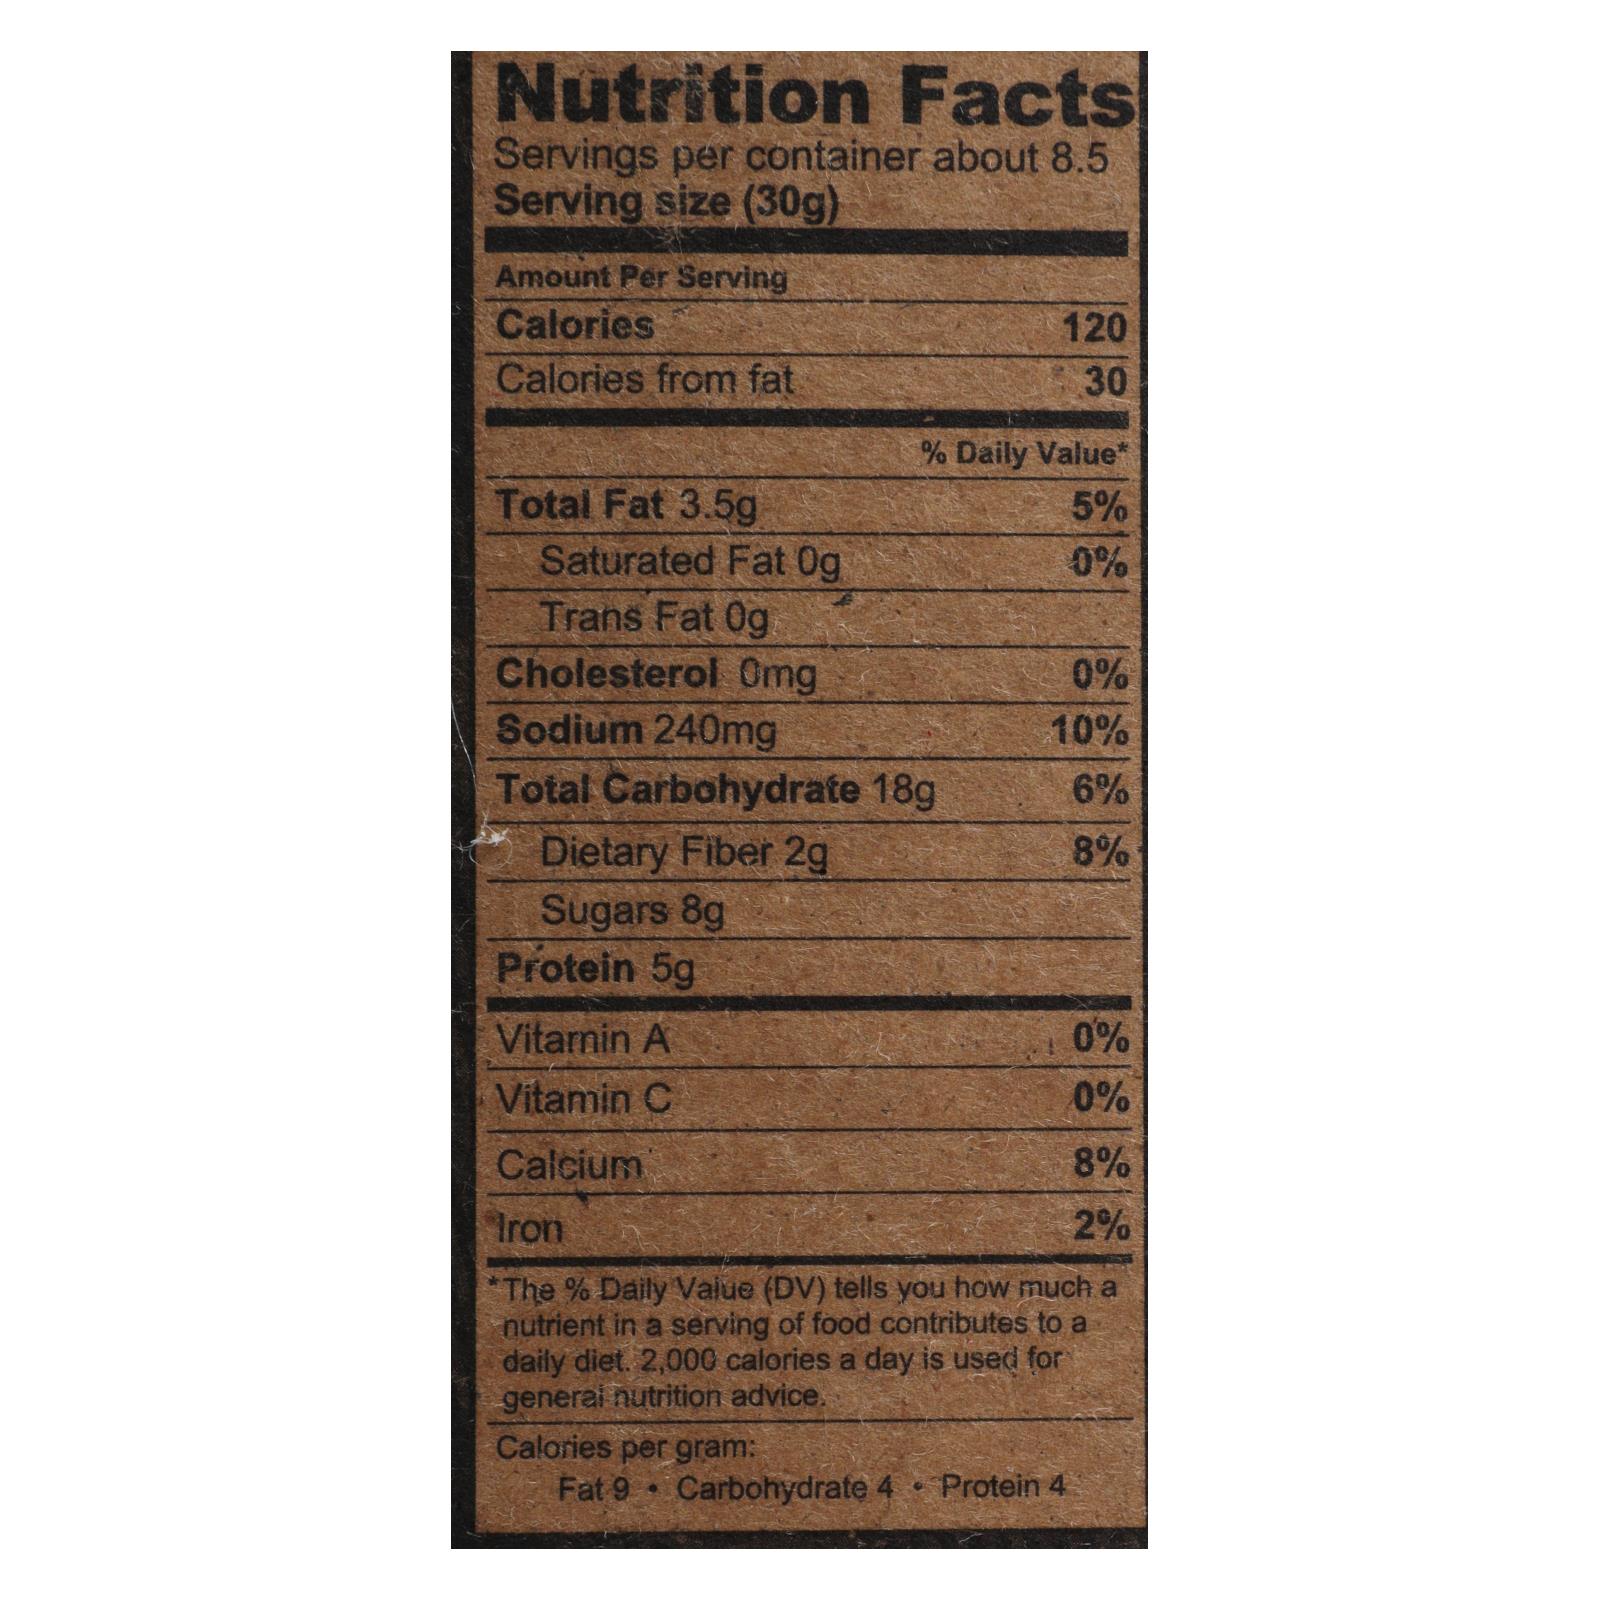 Nutrition Facts
Servings per container about 8.5
Serving size (30g)
Amount Per Serving
Calories 120
Calories from fat 30
% Daily Value*
Total Fat 3.5g 5%
Saturated Fat 0g 0%
Trans Fat 0g
Cholesterol 0mg 0%
Sodium 240mg 10%
Total Carbohydrate 18g 6%
Dietary Fiber 2g 8%
Sugars 8g
Protein 5g
Vitamin A 0%
Vitamin C 0%
Calcium 8%
Iron 2%
*The % Daily Value (DV) tells you how much a
nutrient in a serving of food contributes to a
daily diet. 2,000 calories a day is used for
general nutrition advice.
Calories per gram:
Fat 9 • Carbohydrate 4 • Protein 4